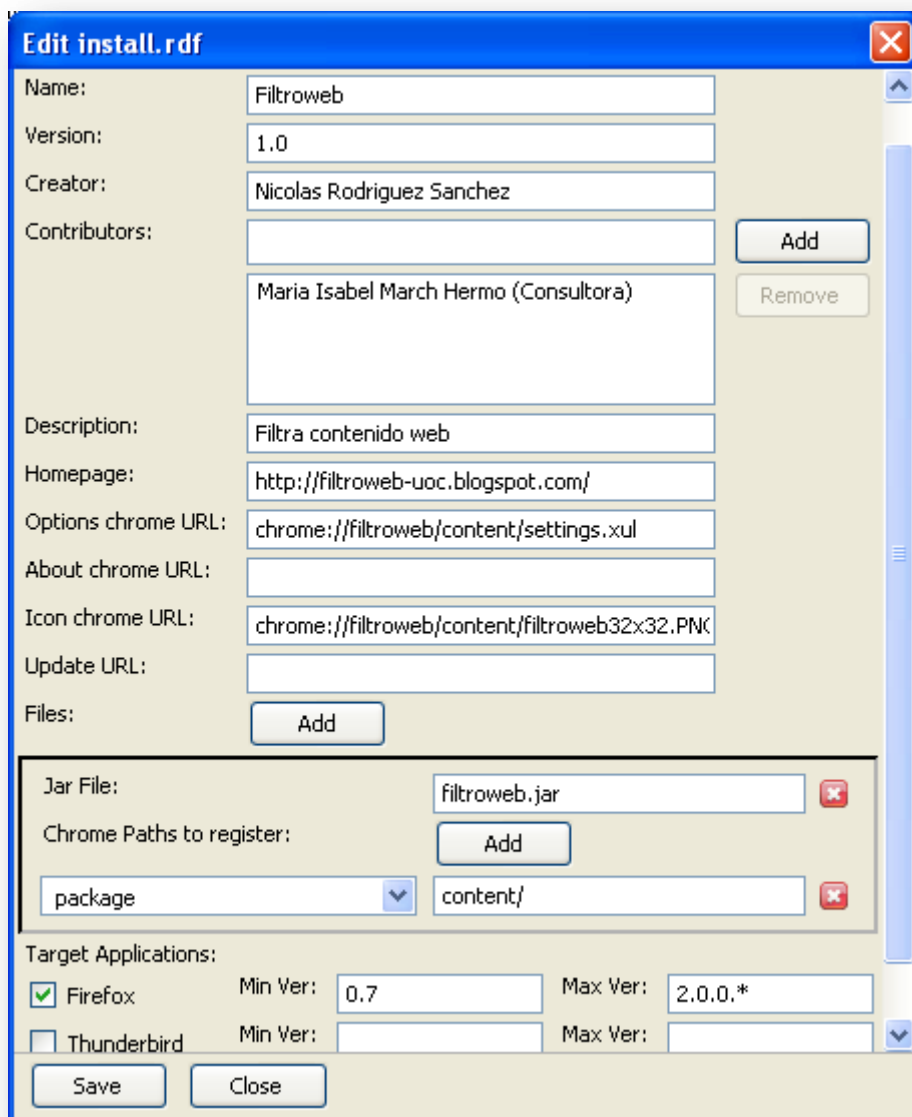 Edit install.rdf
Name: Filtroweb
Version: 1.0
Creator: Nicolas Rodriguez Sanchez
Contributors: Add
Maria Isabel March Hermo (Consultora) Remove
Description: Filtra contenido web
Homepage: http://filtroweb-uoc.blogspot.com/
Options chrome URL: chrome://filtroweb/content/settings.xul
About chrome URL:
Icon chrome URL: chrome://filtroweb/content/filtroweb32x32.PNG
Update URL:
Files: Add
Jar File: filtroweb.jar
Chrome Paths to register: Add
package content/
Target Applications:
Firefox Min Ver: 0.7 Max Ver: 2.0.0.*
Thunderbird Min Ver: Max Ver:
Save Close